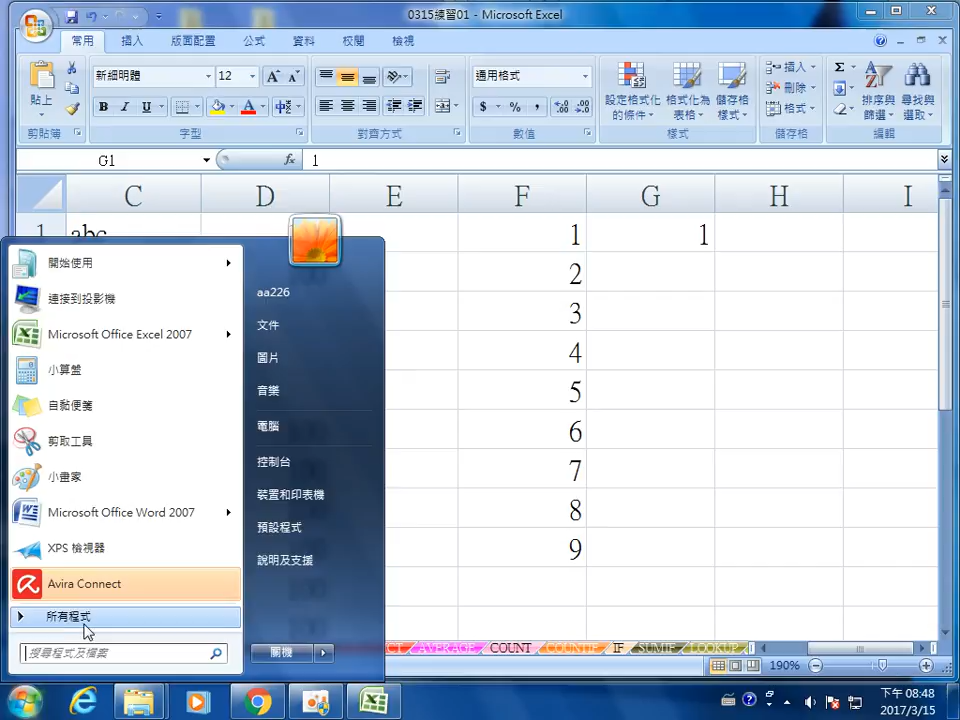 0315練習01 - Microsoft Excel
常用 插入 版面配置 公式 資料 校閱 檢視
貼上
新細明體 12
B I U
中
通用格式
$ % ,
設定格式化的條件
格式化為表格
儲存格樣式
插入
刪除
格式
Σ
排序與篩選
尋找與選取
剪貼簿 字型 對齊方式 數值 樣式 儲存格 編輯
G1 fx 1
C D E F G H I
1 abc 1 1
2
3
4
5
6
7
8
9
開始使用
連接到投影機
Microsoft Office Excel 2007
小算盤
自黏便箋
剪取工具
小畫家
Microsoft Office Word 2007
XPS 檢視器
Avira Connect
所有程式
搜尋程式及檔案
aa226
文件
圖片
音樂
電腦
控制台
裝置和印表機
預設程式
說明及支援
關機
AVERAGE COUNT COUNTIF IF SUMIF LOOKUP
190%
下午 08:48
2017/3/15